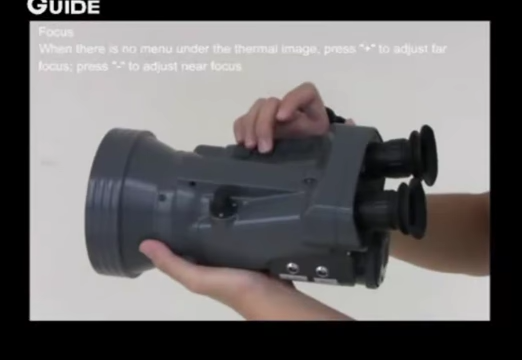 GUIDE
Focus
When there is no menu under the thermal image, press "+" to adjust far
focus; press "-" to adjust near focus